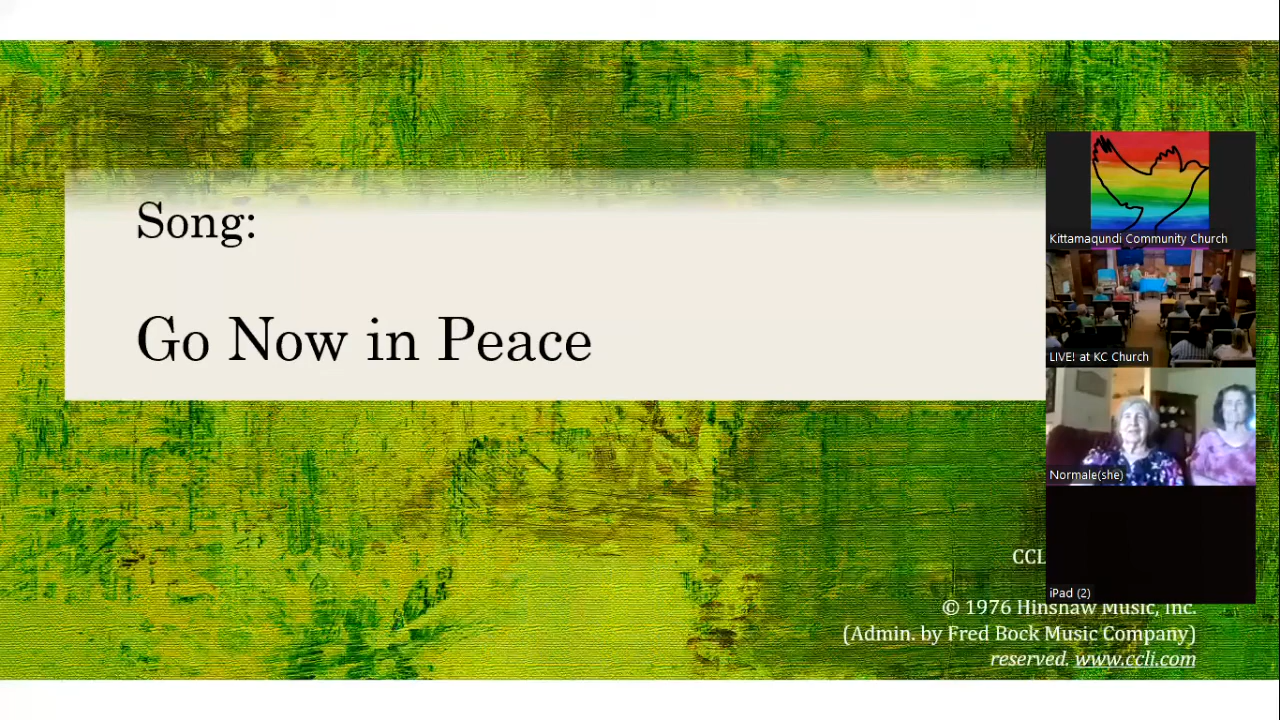 Song:
Go Now in Peace
Kittamaqundi Community Church
LIVE! at KC Church
Normale(she)
iPad (2)
CCL
© 1976 Hinshaw Music, Inc.
(Admin. by Fred Bock Music Company)
reserved. www.ccli.com